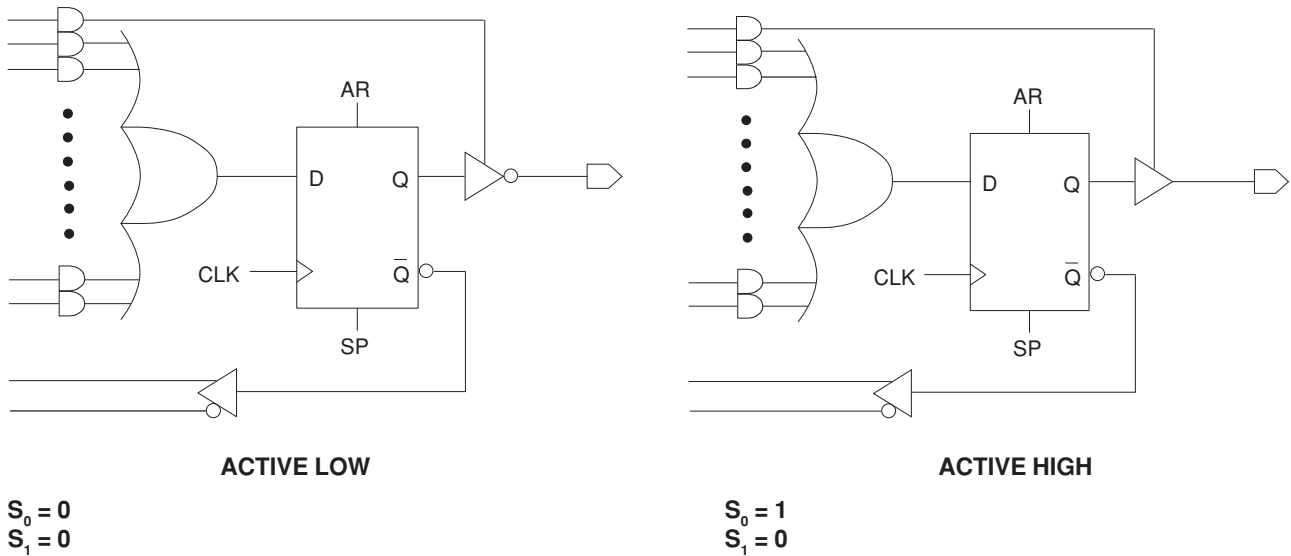 AR
D Q
CLK Q̅
SP
ACTIVE LOW
S₀ = 0
S₁ = 0
AR
D Q
CLK Q̅
SP
ACTIVE HIGH
S₀ = 1
S₁ = 0